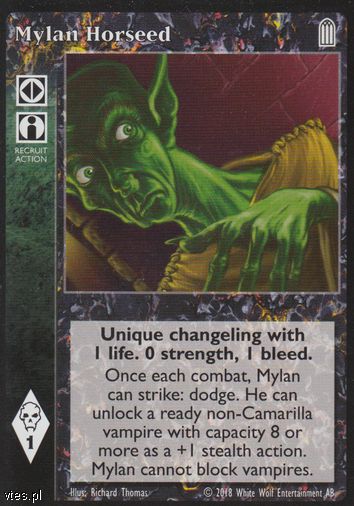 Mylan Horseed
RECRUIT
ACTION
Unique changeling with
1 life. 0 strength, 1 bleed.
Once each combat, Mylan
can strike: dodge. He can
unlock a ready non-Camarilla
vampire with capacity 8 or
more as a +1 stealth action.
Mylan cannot block vampires.
1
vtes.pl
Illus: Richard Thomas
© 2018 White Wolf Entertainment AB